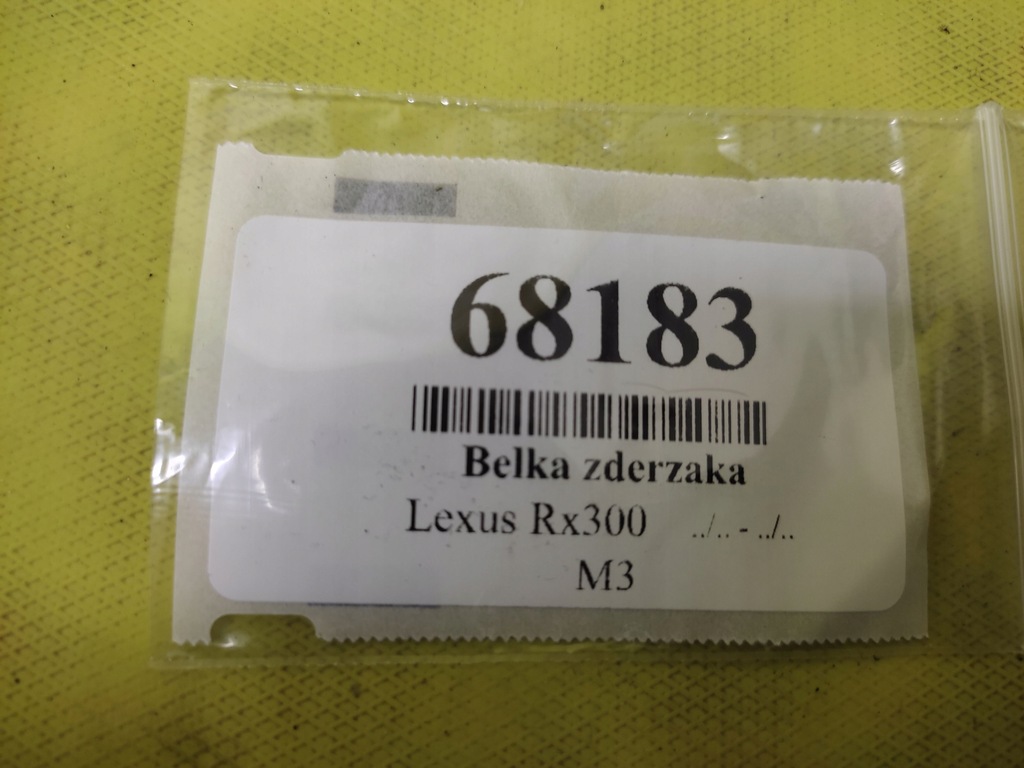 68183
Belka zderzaka
Lexus Rx300 ../.. - ../..
M3